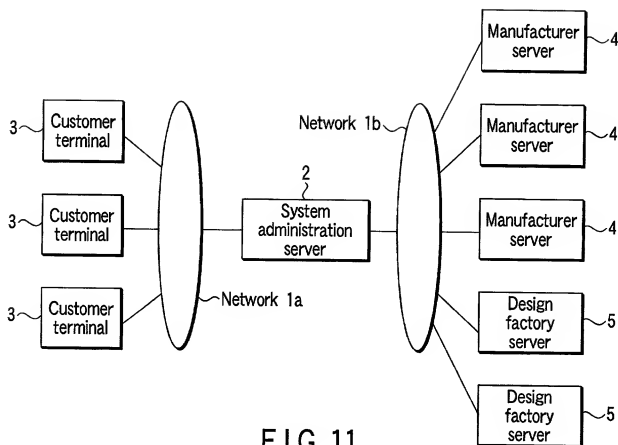 Manufacturer
server
4
Customer
terminal
3
Network 1b
Manufacturer
server
4
2
Customer
terminal
3
System
administration
server
Manufacturer
server
4
Customer
terminal
3
Network 1a
Design
factory
server
5
Design
factory
server
5
FIG. 11